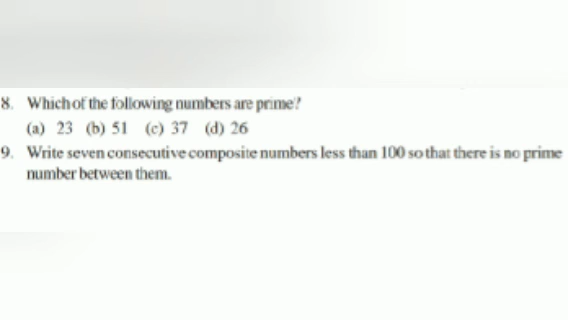 8. Which of the following numbers are prime?
(a) 23 (b) 51 (c) 37 (d) 26
9. Write seven consecutive composite numbers less than 100 so that there is no prime
number between them.